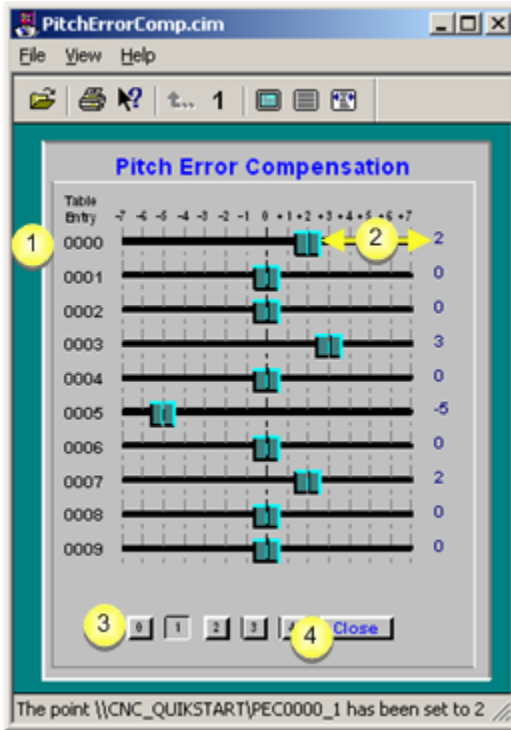 PitchErrorComp.cim
File View Help
1
Pitch Error Compensation
Table
Entry -7 -6 -5 -4 -3 -2 -1 0 +1 +2 +3 +4 +5 +6 +7
1 0000 2 2
0001 0
0002 0
0003 3
0004 0
0005 -5
0006 0
0007 2
0008 0
0009 0
3 0 1 2 3 4 4 Close
The point \\CNC_QUIKSTART\PEC0000_1 has been set to 2